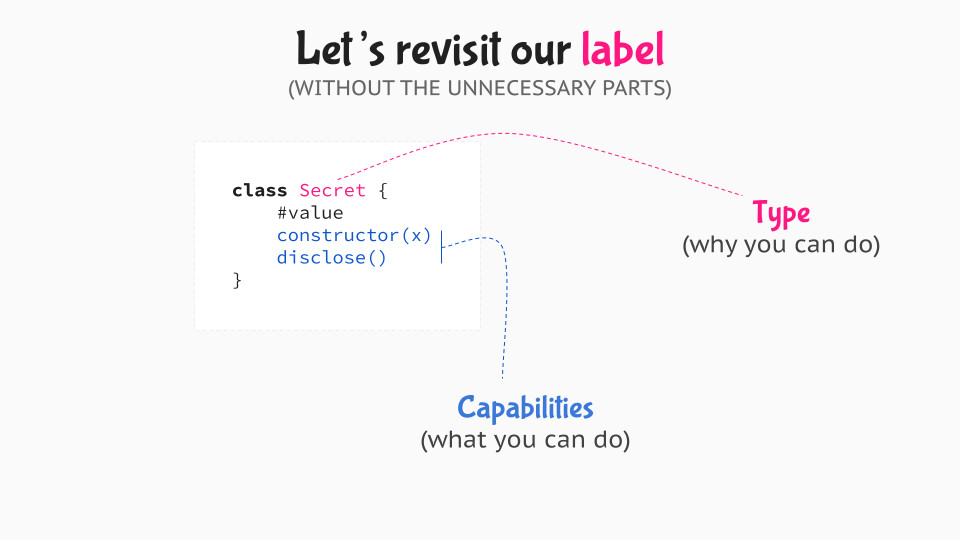 Let's revisit our label
(WITHOUT THE UNNECESSARY PARTS)
class Secret {
    #value
    constructor(x)
    disclose()
}
Type
(why you can do)
Capabilities
(what you can do)